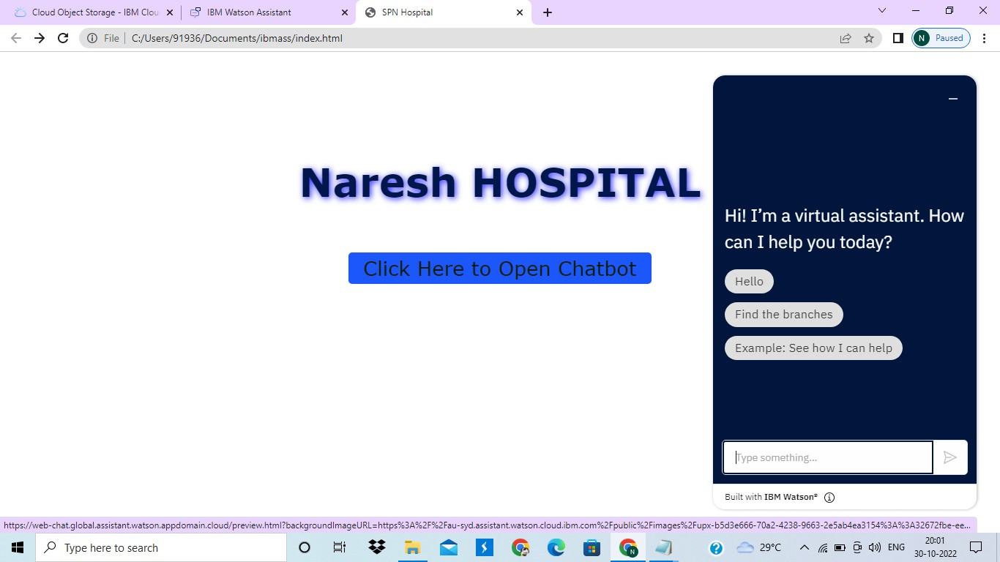 Cloud Object Storage - IBM Clou
IBM Watson Assistant
SPN Hospital
File
C:/Users/91936/Documents/ibmass/index.html
N
Paused
Naresh HOSPITAL
Click Here to Open Chatbot
Hi! I’m a virtual assistant. How
can I help you today?
Hello
Find the branches
Example: See how I can help
Type something...
Built with IBM Watson®
https://web-chat.global.assistant.watson.appdomain.cloud/preview.html?backgroundImageURL=https%3A%2F%2Fau-syd.assistant.watson.cloud.ibm.com%2Fpublic%2Fimages%2Fupx-b5d3e666-70a2-4238-9663-2e5ab4ea3154%3A%3A32672fbe-ee...
Type here to search
N
29°C
ENG
20:01
30-10-2022